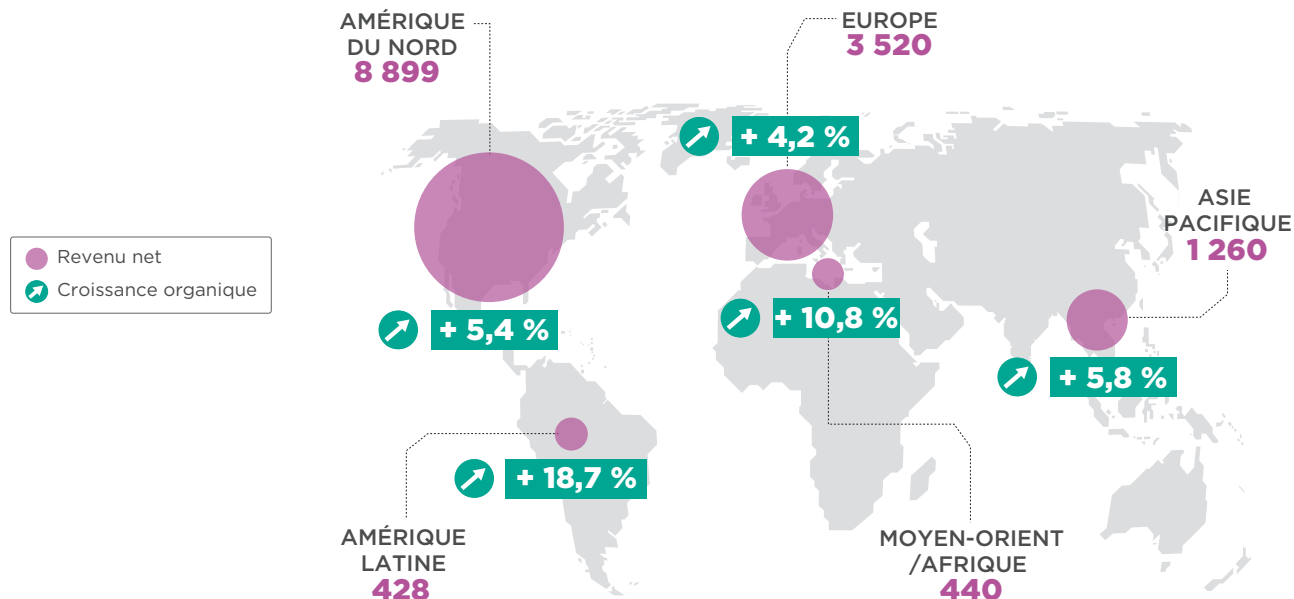 AMÉRIQUE
DU NORD
8 899
+ 5,4 %
EUROPE
3 520
+ 4,2 %
ASIE
PACIFIQUE
1 260
+ 5,8 %
Revenu net
Croissance organique
+ 10,8 %
MOYEN-ORIENT
/AFRIQUE
440
+ 18,7 %
AMÉRIQUE
LATINE
428